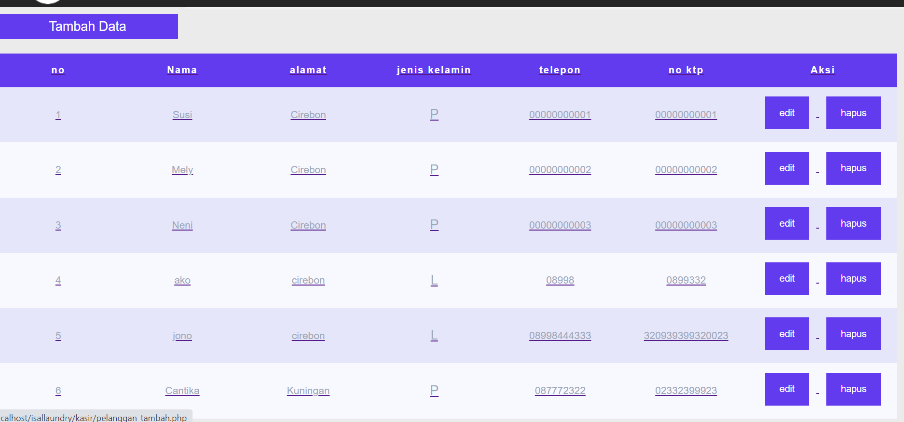 Tambah Data
no Nama alamat jenis kelamin telepon no ktp Aksi
1 Susi Cirebon P 00000000001 00000000001 edit - hapus
2 Mely Cirebon P 00000000002 00000000002 edit - hapus
3 Neni Cirebon P 00000000003 00000000003 edit - hapus
4 ako cirebon L 08998 0899332 edit - hapus
5 jono cirebon L 08998444333 320939399320023 edit - hapus
6 Cantika Kuningan P 087772322 02332399923 edit - hapus
calhost/isallaundry/kasir/pelanggan_tambah.php